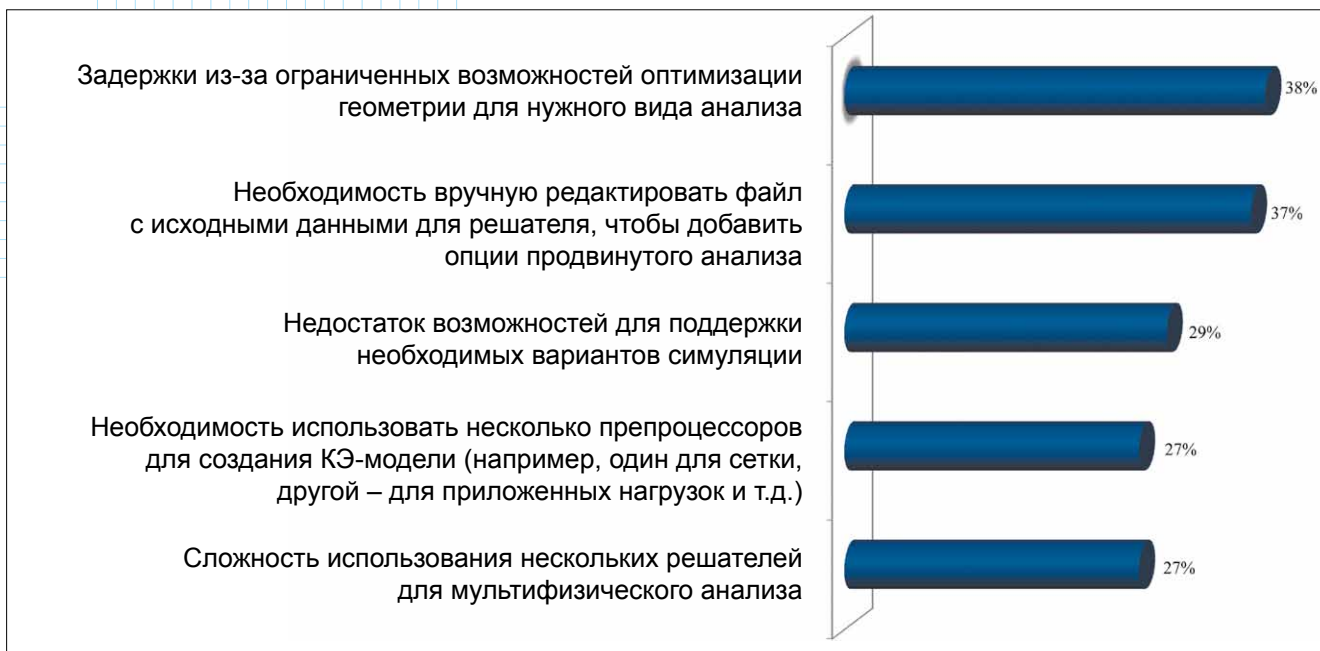 Задержки из-за ограниченных возможностей оптимизации
геометрии для нужного вида анализа
38%
Необходимость вручную редактировать файл
с исходными данными для решателя, чтобы добавить
опции продвинутого анализа
37%
Недостаток возможностей для поддержки
необходимых вариантов симуляции
29%
Необходимость использовать несколько препроцессоров
для создания КЭ-модели (например, один для сетки,
другой – для приложенных нагрузок и т.д.)
27%
Сложность использования нескольких решателей
для мультифизического анализа
27%